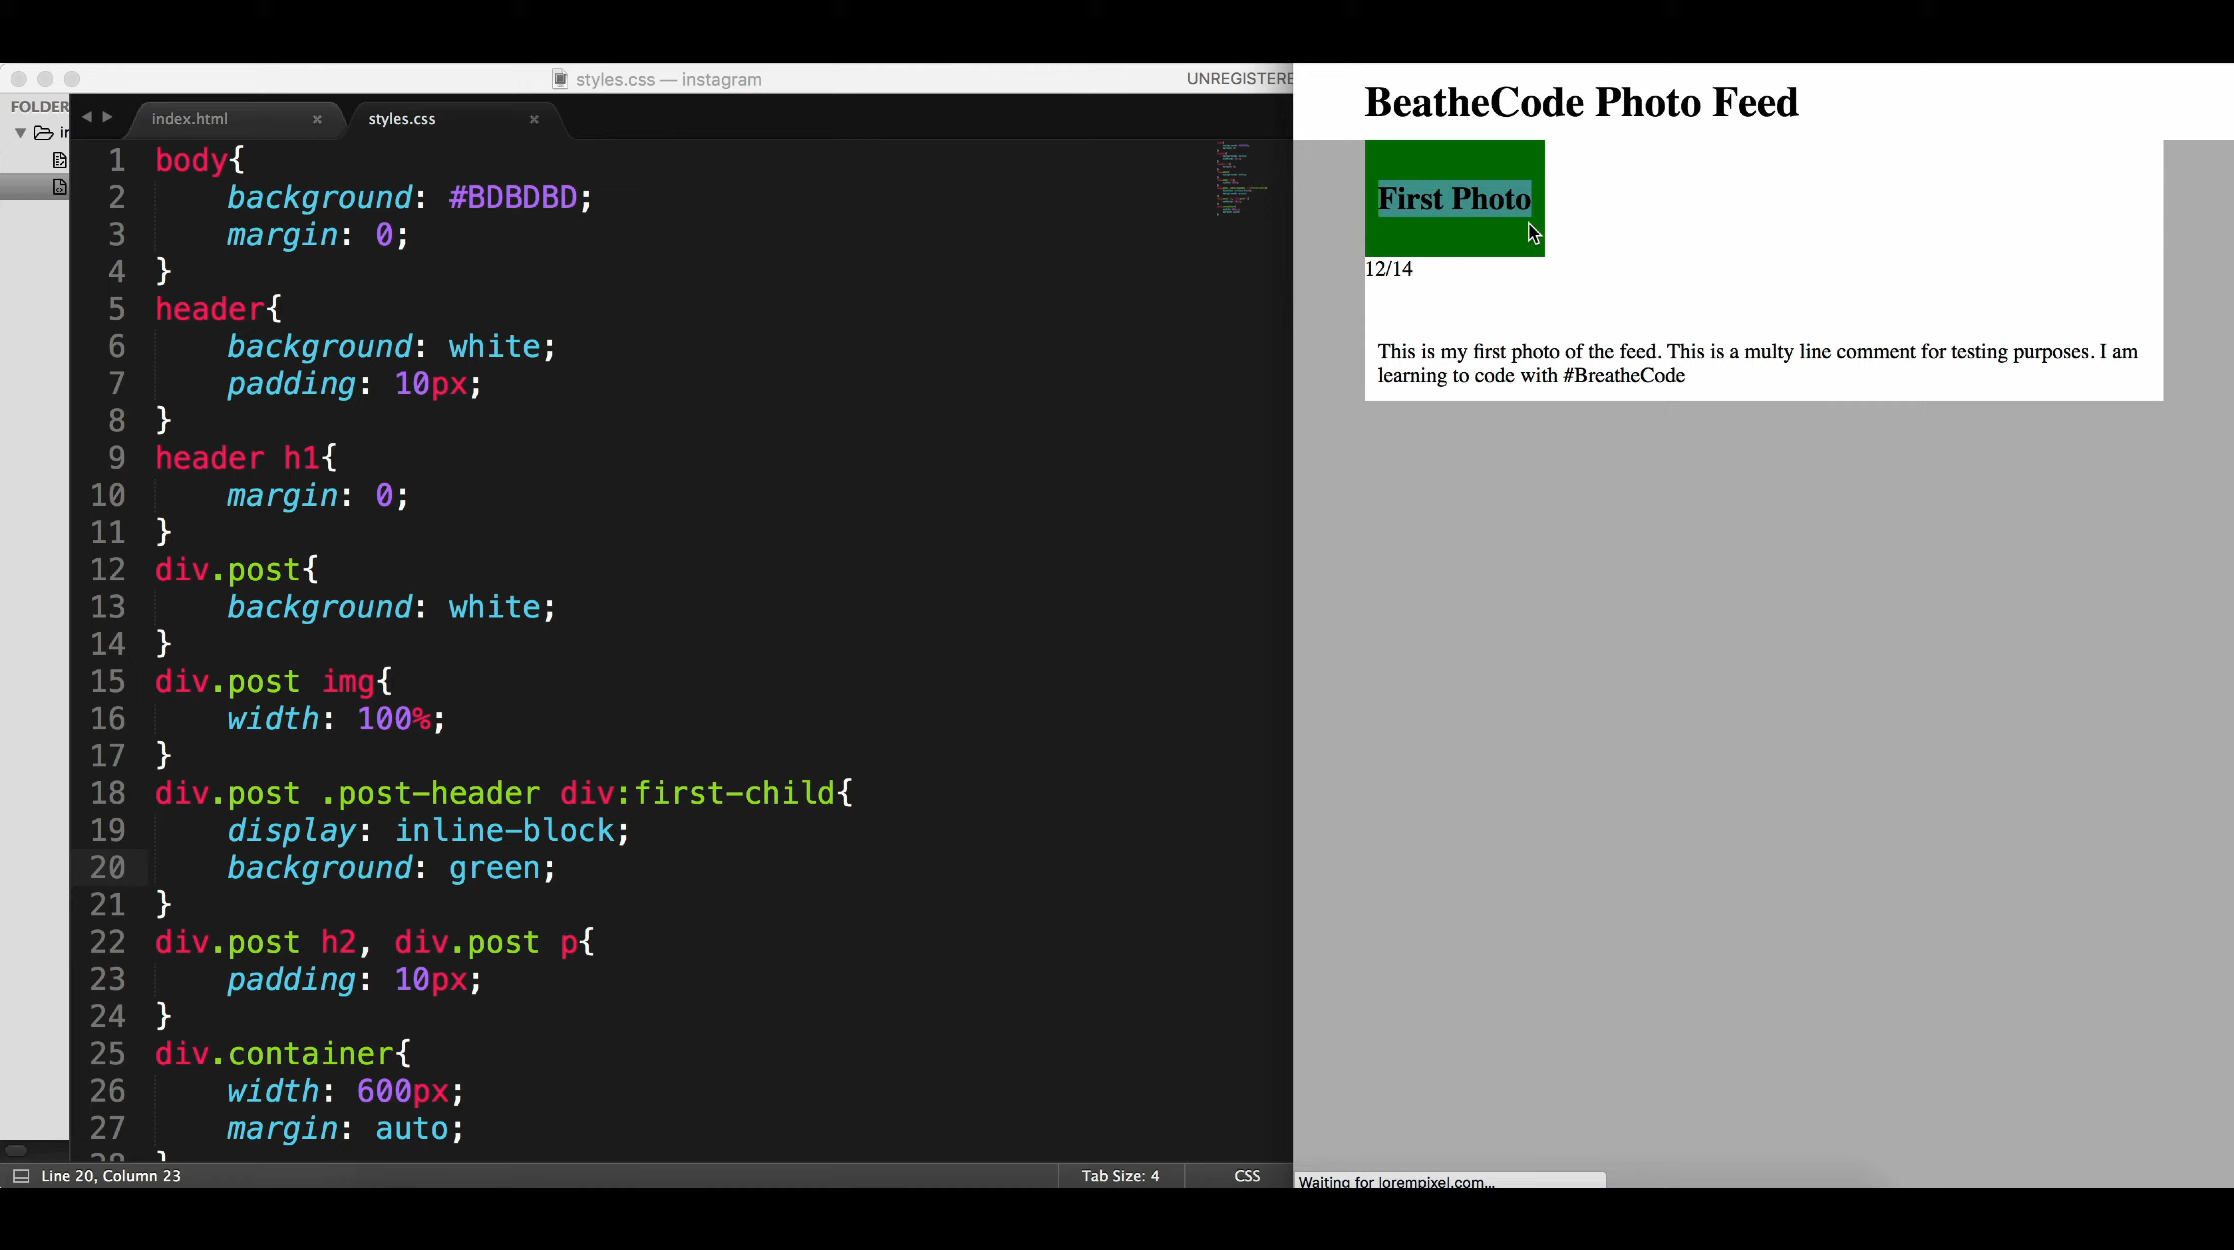 styles.css — instagram
UNREGISTERE
FOLDER
index.html
styles.css
1 body{
2 background: #BDBDBD;
3 margin: 0;
4 }
5 header{
6 background: white;
7 padding: 10px;
8 }
9 header h1{
10 margin: 0;
11 }
12 div.post{
13 background: white;
14 }
15 div.post img{
16 width: 100%;
17 }
18 div.post .post-header div:first-child{
19 display: inline-block;
20 background: green;
21 }
22 div.post h2, div.post p{
23 padding: 10px;
24 }
25 div.container{
26 width: 600px;
27 margin: auto;
28 }
Line 20, Column 23
Tab Size: 4
CSS
BeatheCode Photo Feed
First Photo
12/14
This is my first photo of the feed. This is a multy line comment for testing purposes. I am
learning to code with #BreatheCode
Waiting for lorempixel.com...